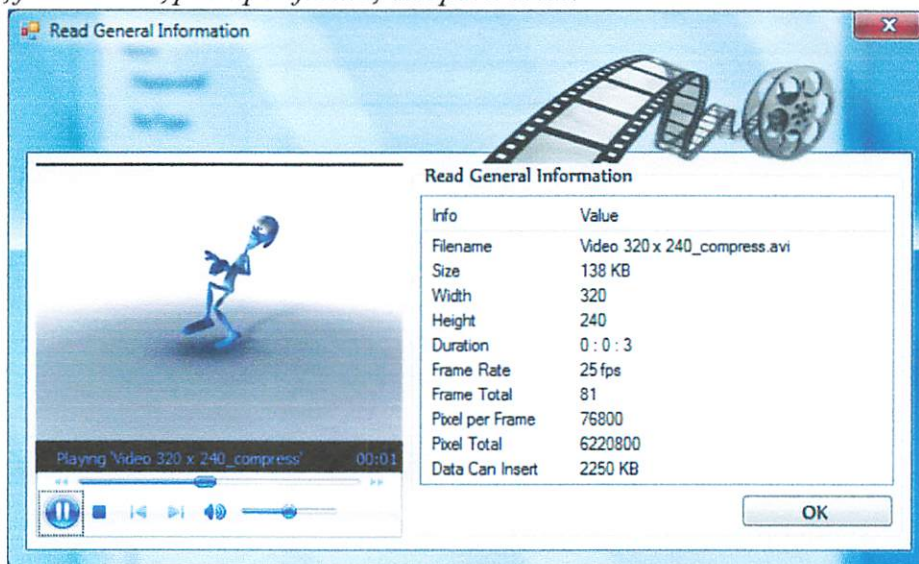 Read General Information
Read General Information
Info Value
Filename Video 320 x 240_compress.avi
Size 138 KB
Width 320
Height 240
Duration 0 : 0 : 3
Frame Rate 25 fps
Frame Total 81
Pixel per Frame 76800
Pixel Total 6220800
Data Can Insert 2250 KB
Playing 'Video 320 x 240_compress' 00:01
OK